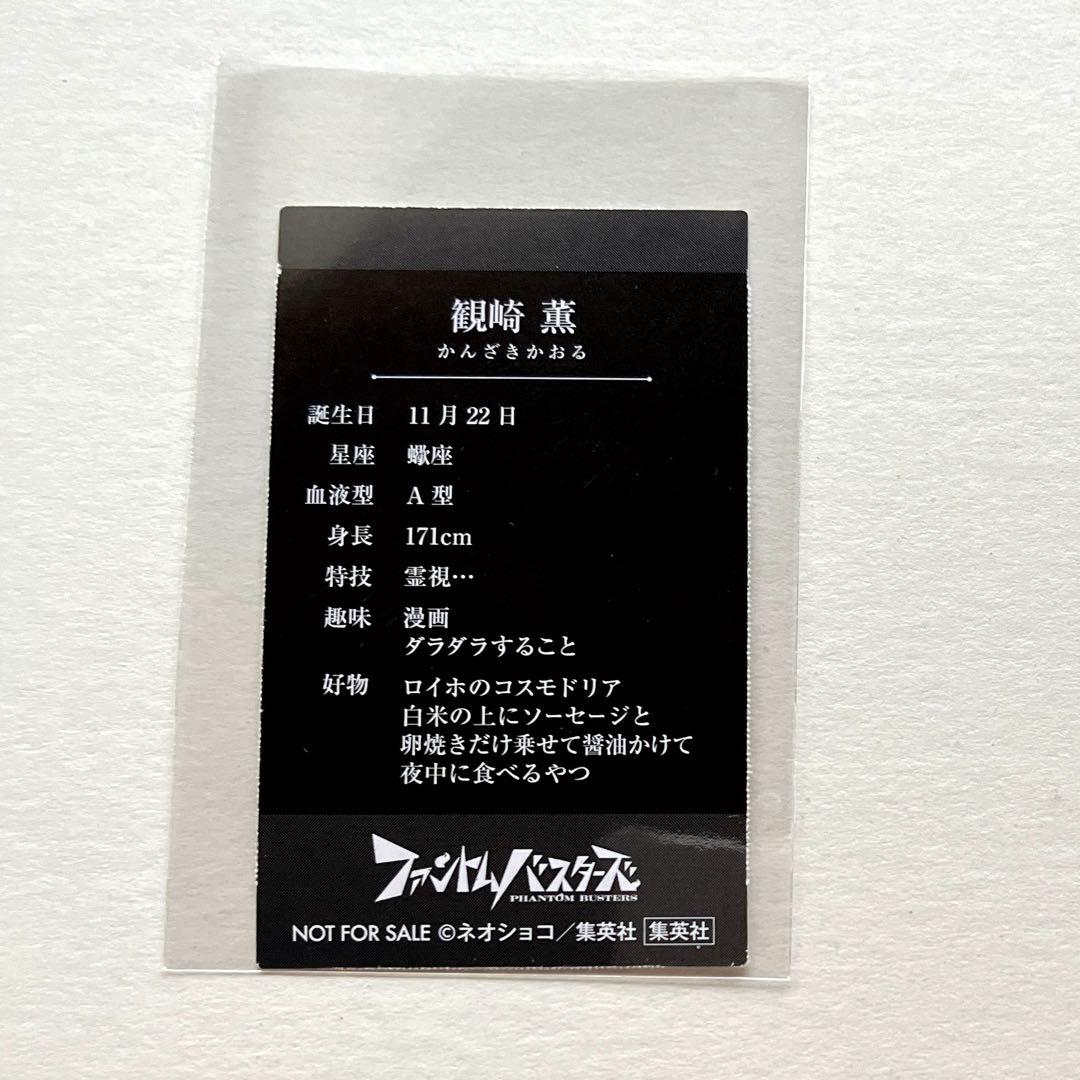 観崎 薫
かんざきかおる
誕生日 11月22日
星座 蠍座
血液型 A型
身長 171cm
特技 霊視…
趣味 漫画
ダラダラすること
好物 ロイホのコスモドリア
白米の上にソーセージと
卵焼きだけ乗せて醤油かけて
夜中に食べるやつ
ファントムバスターズ
PHANTOM BUSTERS
NOT FOR SALE ©ネオショコ/集英社 集英社